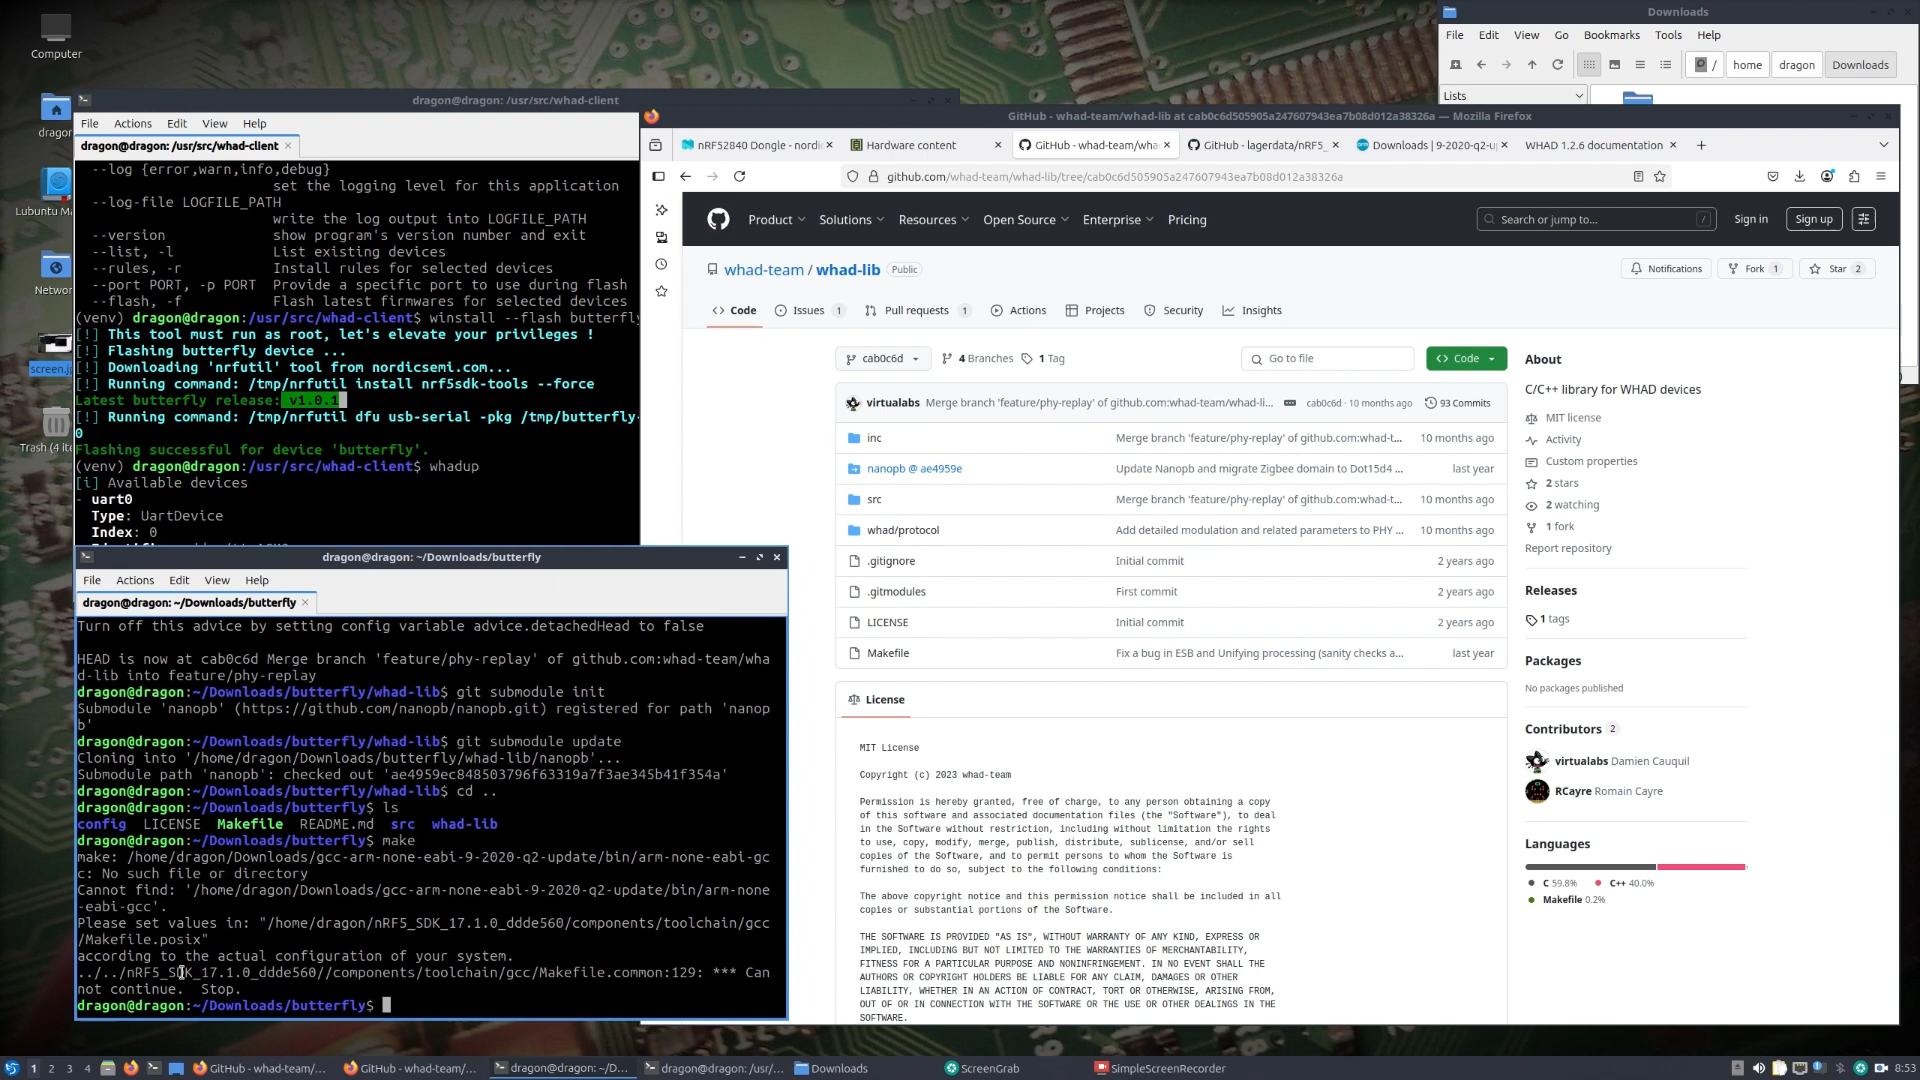 Computer
dragon
Lubuntu Ma
Networ
screen.j
Trash (4 ite
Downloads
File Edit View Go Bookmarks Tools Help
/ home dragon Downloads
Lists
dragon@dragon: /usr/src/whad-client
File Actions Edit View Help
dragon@dragon: /usr/src/whad-client
--log {error,warn,info,debug}
set the logging level for this application
--log-file LOGFILE_PATH
write the log output into LOGFILE_PATH
--version show program's version number and exit
--list, -l List existing devices
--rules, -r Install rules for selected devices
--port PORT, -p PORT Provide a specific port to use during flash
--flash, -f Flash latest firmwares for selected devices
(venv) dragon@dragon:/usr/src/whad-client$ winstall --flash butterfly
[!] This tool must run as root, let's elevate your privileges !
[!] Flashing butterfly device ...
[!] Downloading 'nrfutil' tool from nordicsemi.com...
[!] Running command: /tmp/nrfutil install nrf5sdk-tools --force
Latest butterfly release: v1.0.1
[!] Running command: /tmp/nrfutil dfu usb-serial -pkg /tmp/butterfly-
0
Flashing successful for device 'butterfly'.
(venv) dragon@dragon:/usr/src/whad-client$ whadup
[i] Available devices
- uart0
Type: UartDevice
Index: 0
dragon@dragon: ~/Downloads/butterfly
File Actions Edit View Help
dragon@dragon: ~/Downloads/butterfly
Turn off this advice by setting config variable advice.detachedHead to false
HEAD is now at cab0c6d Merge branch 'feature/phy-replay' of github.com:whad-team/wha
d-lib into feature/phy-replay
dragon@dragon:~/Downloads/butterfly/whad-lib$ git submodule init
Submodule 'nanopb' (https://github.com/nanopb/nanopb.git) registered for path 'nanop
b'
dragon@dragon:~/Downloads/butterfly/whad-lib$ git submodule update
Cloning into '/home/dragon/Downloads/butterfly/whad-lib/nanopb'...
Submodule path 'nanopb': checked out 'ae4959ec848503796f63319a7f3ae345b41f354a'
dragon@dragon:~/Downloads/butterfly/whad-lib$ cd ..
dragon@dragon:~/Downloads/butterfly$ ls
config LICENSE Makefile README.md src whad-lib
dragon@dragon:~/Downloads/butterfly$ make
make: /home/dragon/Downloads/gcc-arm-none-eabi-9-2020-q2-update/bin/arm-none-eabi-gc
c: No such file or directory
Cannot find: '/home/dragon/Downloads/gcc-arm-none-eabi-9-2020-q2-update/bin/arm-none
-eabi-gcc'.
Please set values in: "/home/dragon/nRF5_SDK_17.1.0_ddde560/components/toolchain/gcc
/Makefile.posix"
according to the actual configuration of your system.
../../nRF5_SDK_17.1.0_ddde560//components/toolchain/gcc/Makefile.common:129: *** Can
not continue. Stop.
dragon@dragon:~/Downloads/butterfly$
GitHub - whad-team/whad-lib at cab0c6d505905a247607943ea7b08d012a38326a — Mozilla Firefox
nRF52840 Dongle - nordic
Hardware content
GitHub - whad-team/wha
GitHub - lagerdata/nRF5_
Downloads | 9-2020-q2-u
WHAD 1.2.6 documentation
github.com/whad-team/whad-lib/tree/cab0c6d505905a247607943ea7b08d012a38326a
Product Solutions Resources Open Source Enterprise Pricing
Search or jump to... / Sign in Sign up
whad-team / whad-lib Public
Notifications Fork 1 Star 2
Code Issues 1 Pull requests 1 Actions Projects Security Insights
cab0c6d 4 Branches 1 Tag Go to file Code
virtualabs Merge branch 'feature/phy-replay' of github.com:whad-team/whad-li... cab0c6d · 10 months ago 93 Commits
inc Merge branch 'feature/phy-replay' of github.com:whad-t... 10 months ago
nanopb @ ae4959e Update Nanopb and migrate Zigbee domain to Dot15d4 ... last year
src Merge branch 'feature/phy-replay' of github.com:whad-t... 10 months ago
whad/protocol Add detailed modulation and related parameters to PHY ... 10 months ago
.gitignore Initial commit 2 years ago
.gitmodules First commit 2 years ago
LICENSE Initial commit 2 years ago
Makefile Fix a bug in ESB and Unifying processing (sanity checks a... last year
License
MIT License
Copyright (c) 2023 whad-team
Permission is hereby granted, free of charge, to any person obtaining a copy
of this software and associated documentation files (the "Software"), to deal
in the Software without restriction, including without limitation the rights
to use, copy, modify, merge, publish, distribute, sublicense, and/or sell
copies of the Software, and to permit persons to whom the Software is
furnished to do so, subject to the following conditions:
The above copyright notice and this permission notice shall be included in all
copies or substantial portions of the Software.
THE SOFTWARE IS PROVIDED "AS IS", WITHOUT WARRANTY OF ANY KIND, EXPRESS OR
IMPLIED, INCLUDING BUT NOT LIMITED TO THE WARRANTIES OF MERCHANTABILITY,
FITNESS FOR A PARTICULAR PURPOSE AND NONINFRINGEMENT. IN NO EVENT SHALL THE
AUTHORS OR COPYRIGHT HOLDERS BE LIABLE FOR ANY CLAIM, DAMAGES OR OTHER
LIABILITY, WHETHER IN AN ACTION OF CONTRACT, TORT OR OTHERWISE, ARISING FROM,
OUT OF OR IN CONNECTION WITH THE SOFTWARE OR THE USE OR OTHER DEALINGS IN THE
SOFTWARE.
About
C/C++ library for WHAD devices
MIT license
Activity
Custom properties
2 stars
2 watching
1 fork
Report repository
Releases
1 tags
Packages
No packages published
Contributors 2
virtualabs Damien Cauquil
RCayre Romain Cayre
Languages
C 59.8% C++ 40.0%
Makefile 0.2%
1 2 3 4 GitHub - whad-team/... GitHub - whad-team/... dragon@dragon: ~/D... dragon@dragon: /usr/... Downloads ScreenGrab SimpleScreenRecorder 8:53